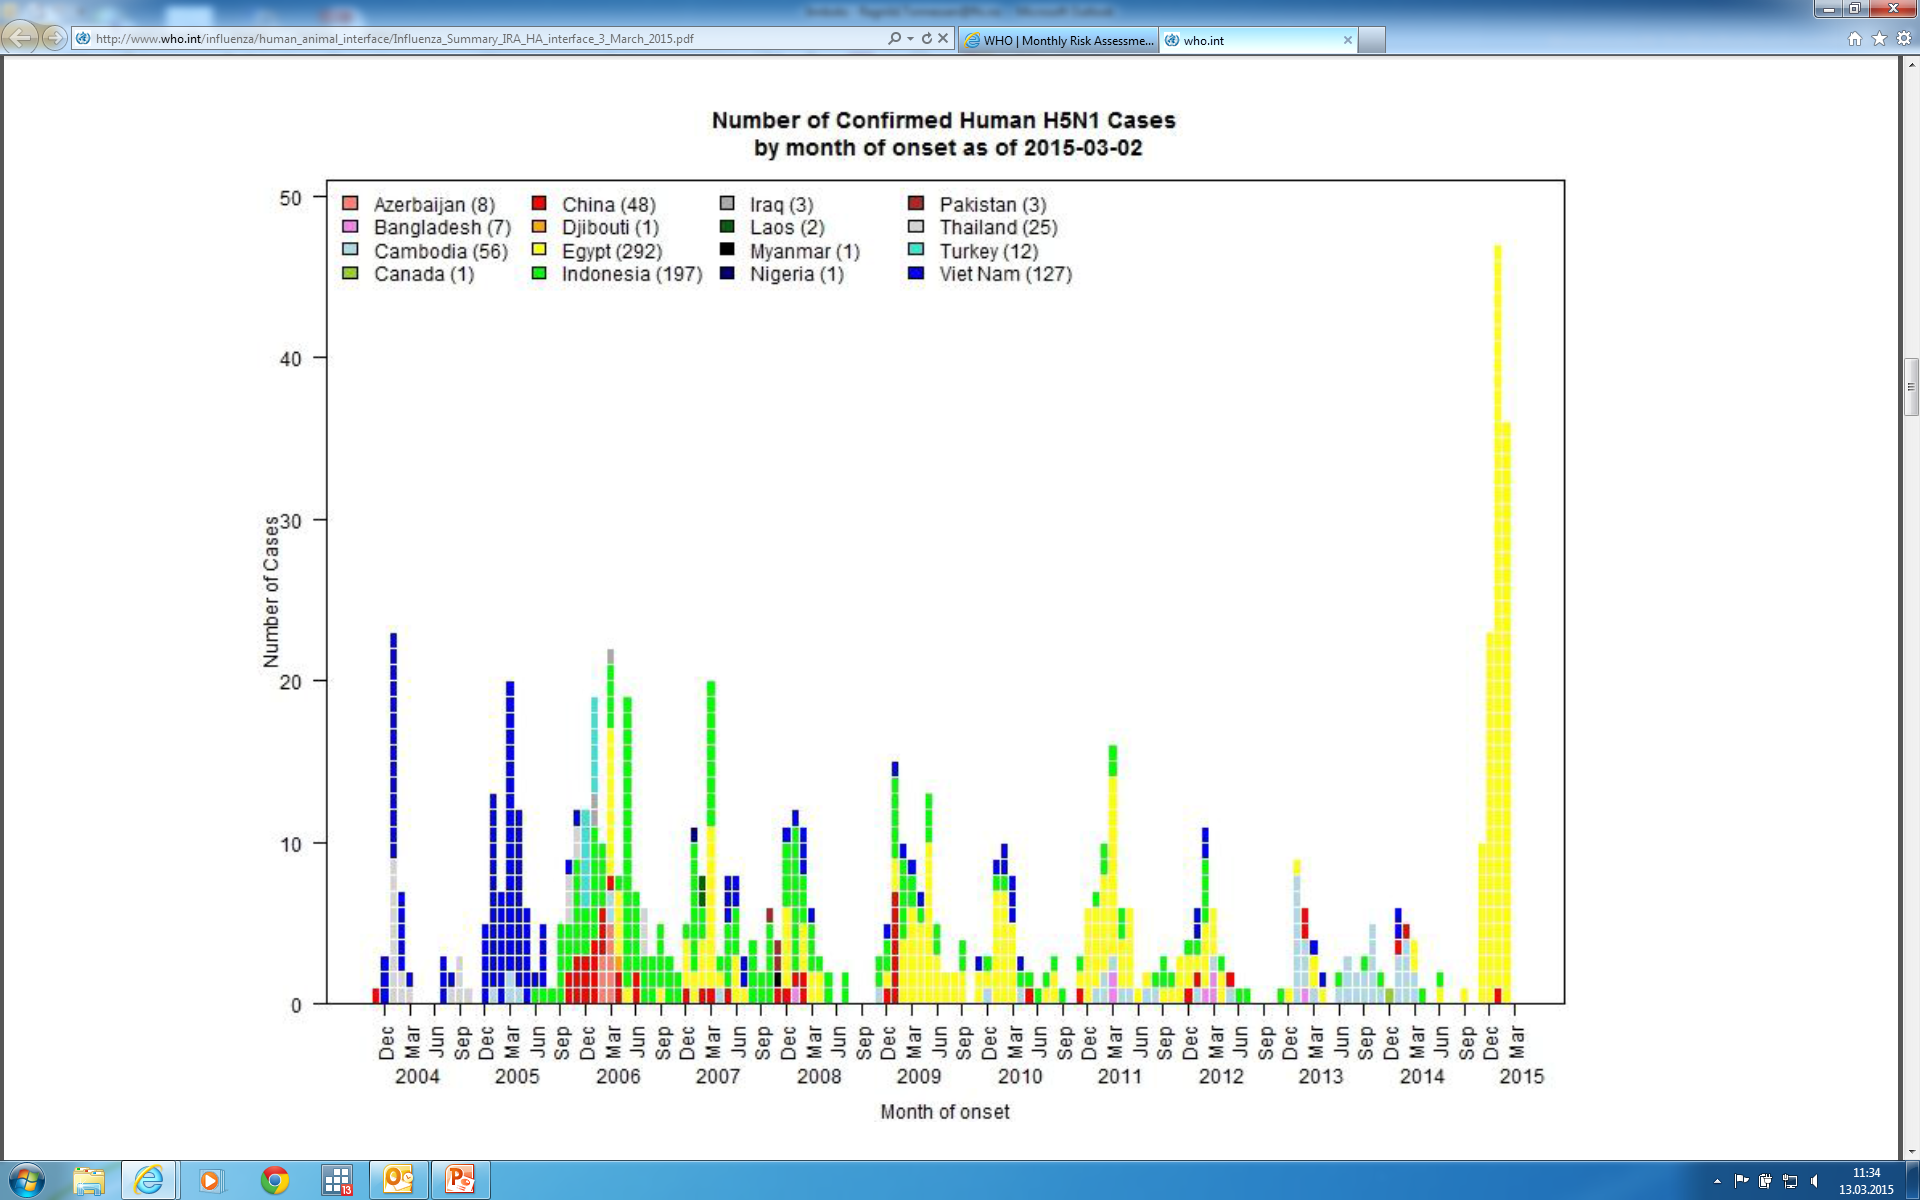 http://www.who.int/influenza/human_animal_interface/Influenza_Summary_IRA_HA_interface_3_March_2015.pdf
WHO | Monthly Risk Assessme...
who.int
Number of Confirmed Human H5N1 Cases
by month of onset as of 2015-03-02
Azerbaijan (8) China (48) Iraq (3) Pakistan (3)
Bangladesh (7) Djibouti (1) Laos (2) Thailand (25)
Cambodia (56) Egypt (292) Myanmar (1) Turkey (12)
Canada (1) Indonesia (197) Nigeria (1) Viet Nam (127)
50
40
30
20
10
0
Number of Cases
Dec Mar Jun Sep Dec Mar Jun Sep Dec Mar Jun Sep Dec Mar Jun Sep Dec Mar Jun Sep Dec Mar Jun Sep Dec Mar Jun Sep Dec Mar Jun Sep Dec Mar Jun Sep Dec Mar Jun Sep Dec Mar Jun Sep Dec Mar
2004 2005 2006 2007 2008 2009 2010 2011 2012 2013 2014 2015
Month of onset
13
11:34
13.03.2015